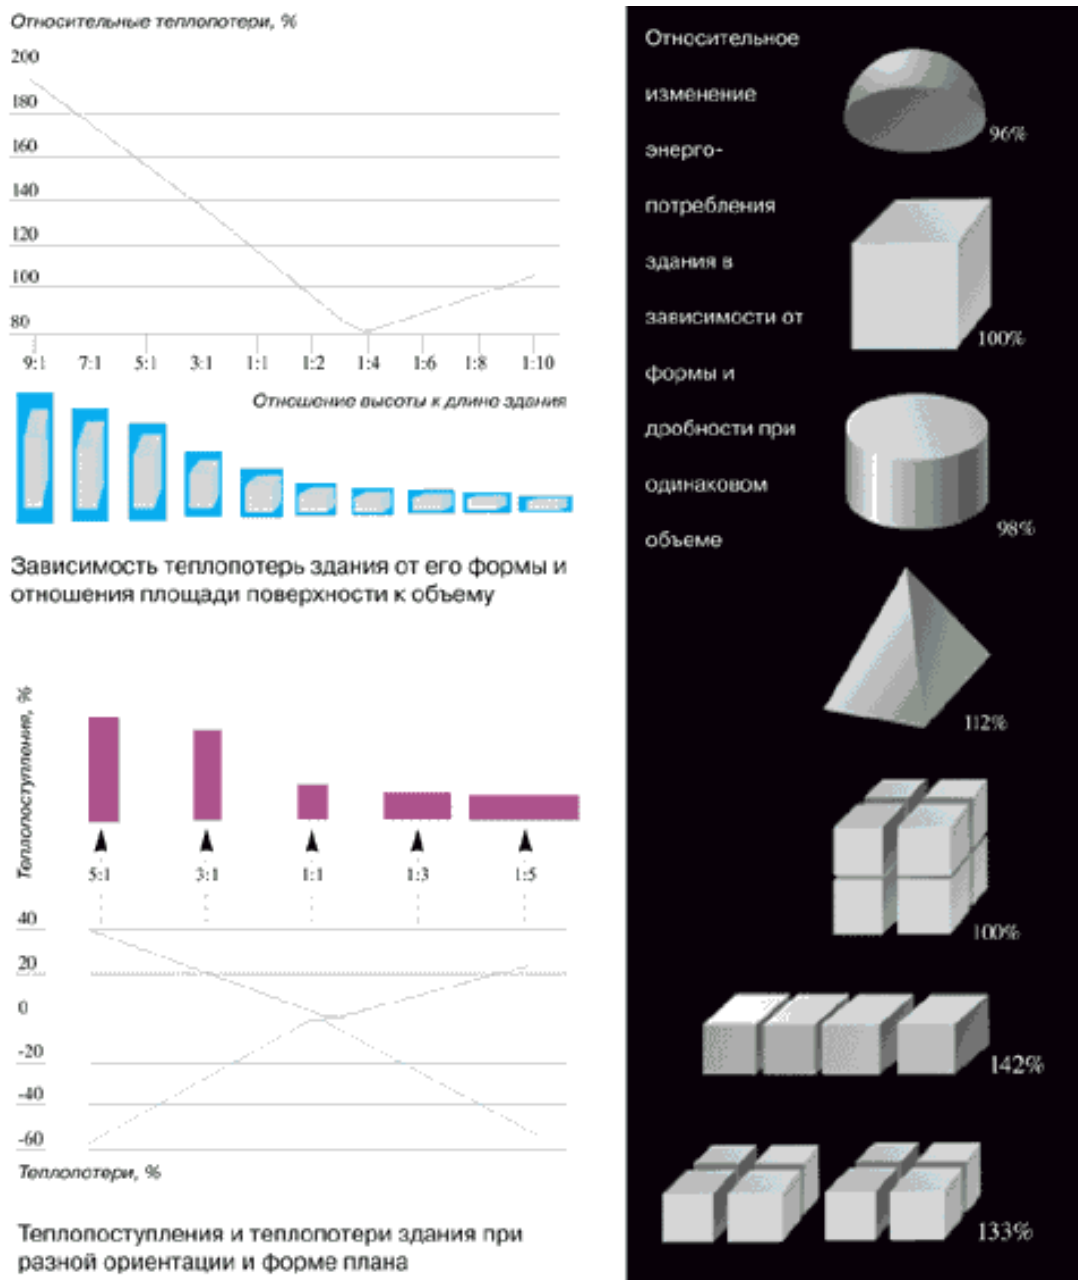 Относительные теплопотери, %
200
180
160
140
120
100
80
9:1 7:1 5:1 3:1 1:1 1:2 1:4 1:6 1:8 1:10
Отношение высоты к длине здания
Зависимость теплопотерь здания от его формы и
отношения площади поверхности к объему
Теплопоступления, %
5:1 3:1 1:1 1:3 1:5
40
20
0
-20
-40
-60
Теплопотери, %
Теплопоступления и теплопотери здания при
разной ориентации и форме плана
Относительное
изменение
энерго-
потребления
здания в
зависимости от
формы и
дробности при
одинаковом
объеме
96%
100%
98%
112%
100%
142%
133%